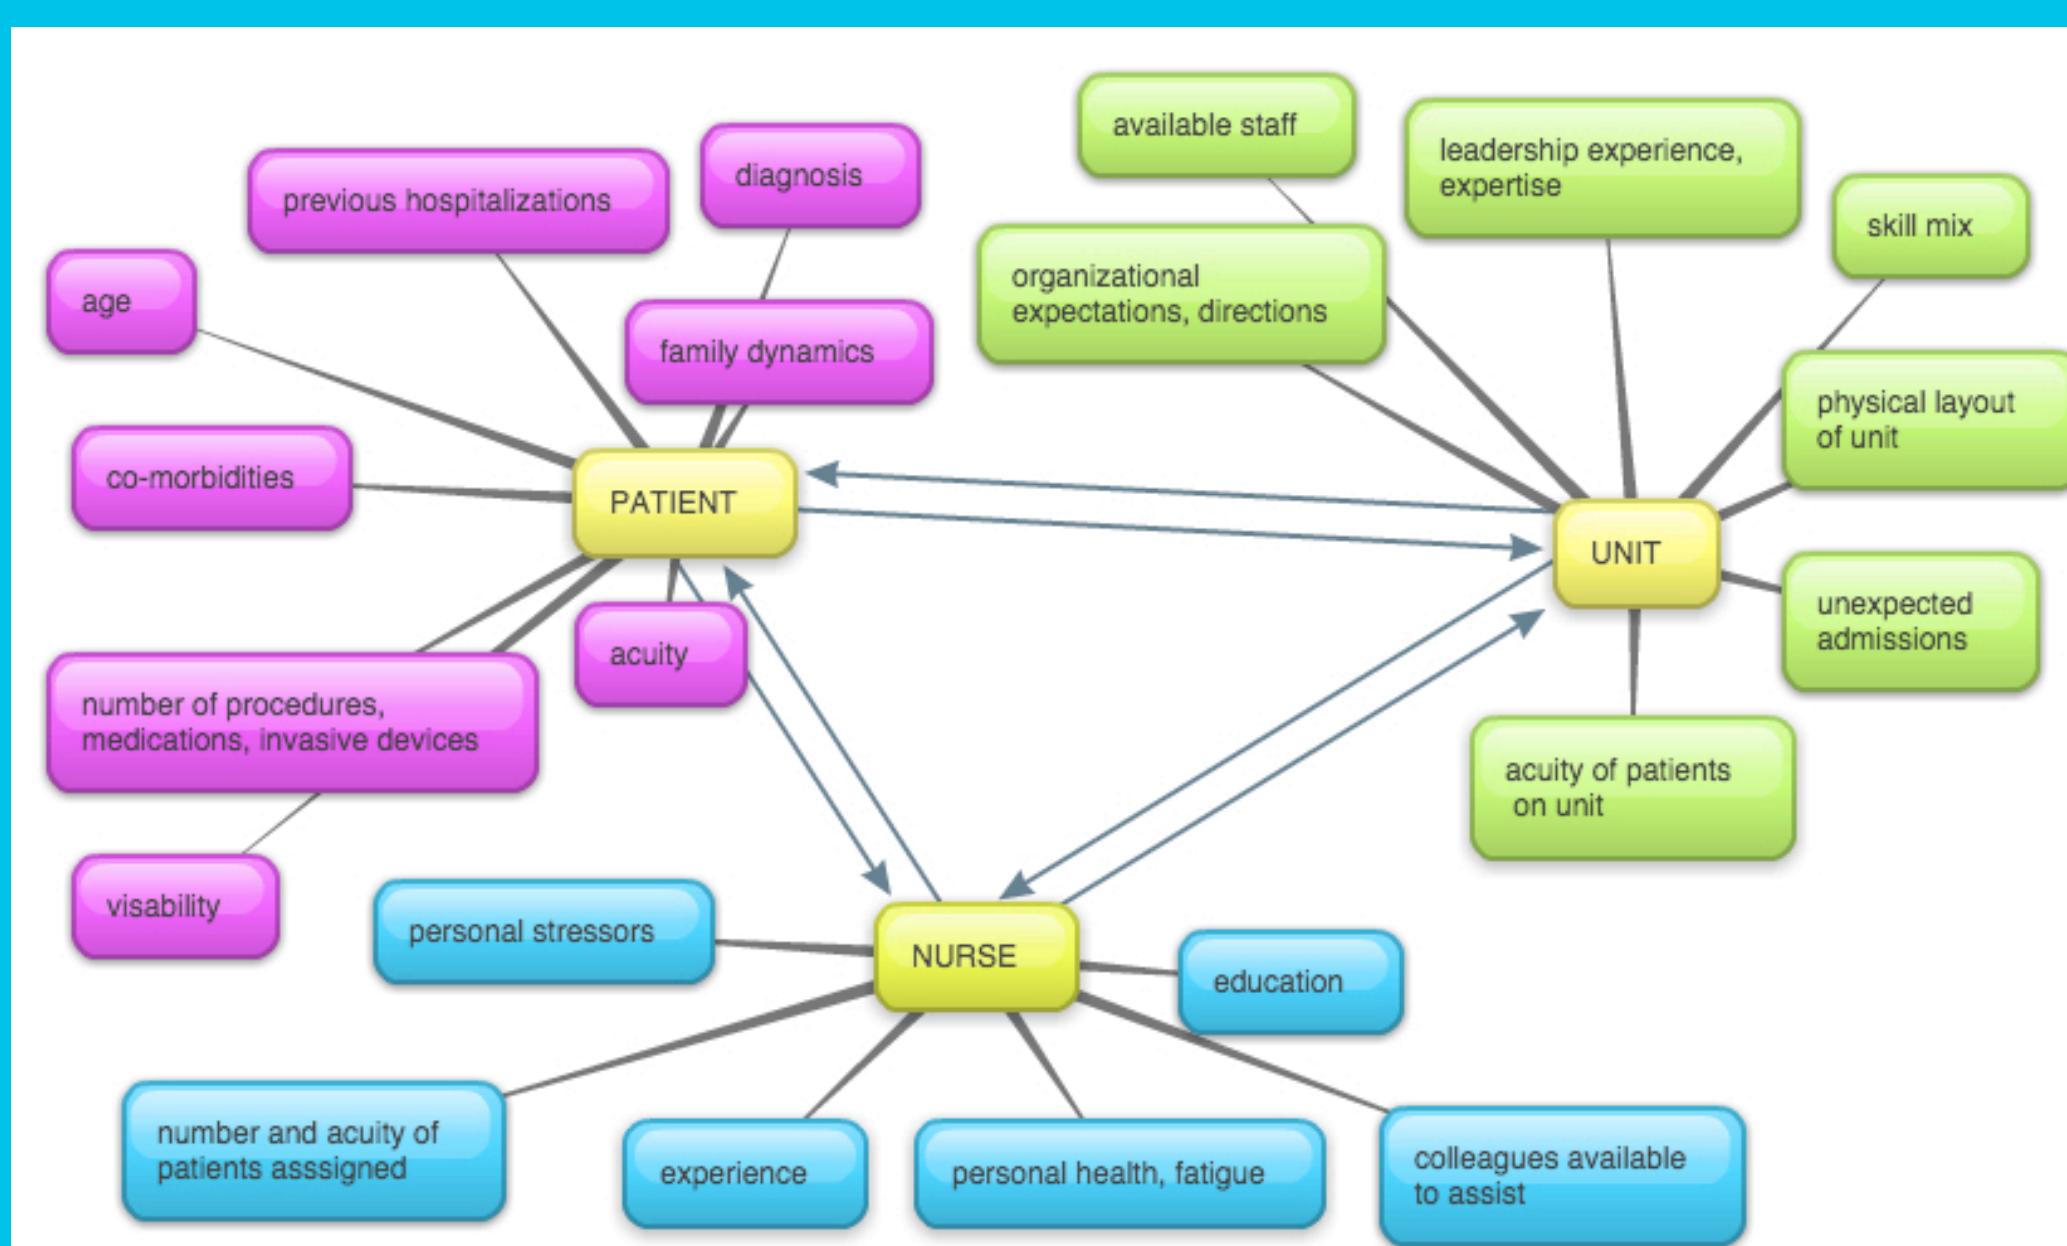 available staff
leadership experience,
expertise
diagnosis
previous hospitalizations
skill mix
organizational
expectations, directions
age
family dynamics
physical layout
of unit
co-morbidities
PATIENT
UNIT
unexpected
admissions
acuity
number of procedures,
medications, invasive devices
acuity of patients
on unit
visability
personal stressors
NURSE
education
number and acuity of
patients asssigned
experience
personal health, fatigue
colleagues available
to assist